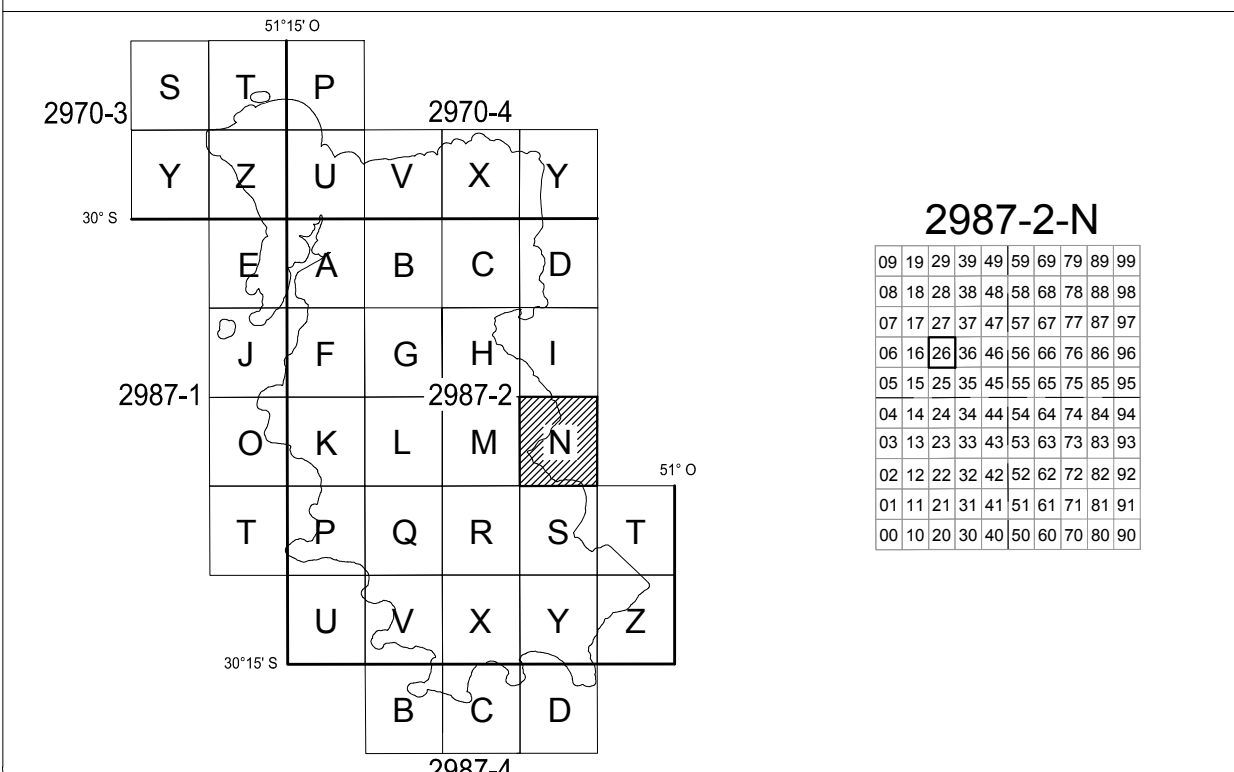 51°15' O
S T P
2970-3 2970-4
Y Z U V X Y
30° S
E A B C D
J F G H I
2987-1 2987-2
O K L M N
51° O
T P Q R S T
U V X Y Z
30°15' S
B C D
2987-4
2987-2-N
09 19 29 39 49 59 69 79 89 99
08 18 28 38 48 58 68 78 88 98
07 17 27 37 47 57 67 77 87 97
06 16 26 36 46 56 66 76 86 96
05 15 25 35 45 55 65 75 85 95
04 14 24 34 44 54 64 74 84 94
03 13 23 33 43 53 63 73 83 93
02 12 22 32 42 52 62 72 82 92
01 11 21 31 41 51 61 71 81 91
00 10 20 30 40 50 60 70 80 90